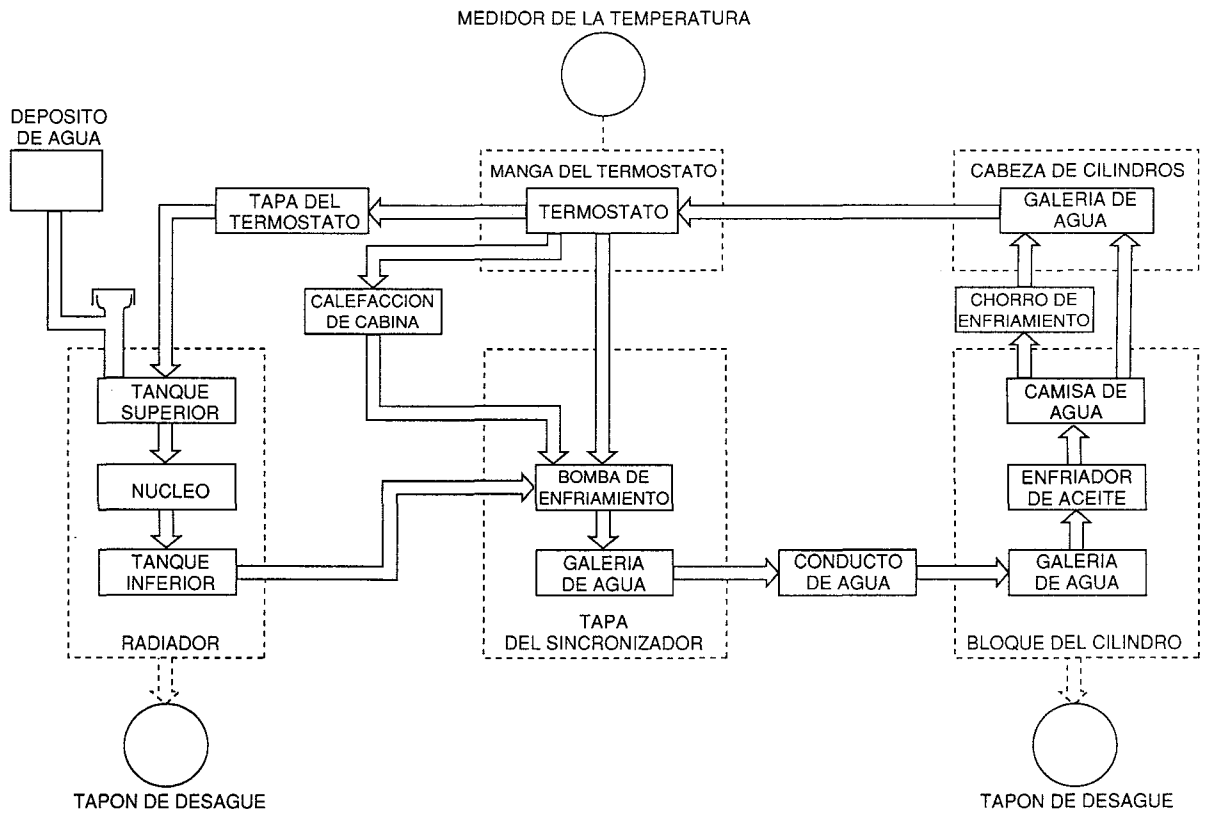 MEDIDOR DE LA TEMPERATURA
DEPOSITO
DE AGUA
MANGA DEL TERMOSTATO
CABEZA DE CILINDROS
TAPA DEL
TERMOSTATO
TERMOSTATO
GALERIA DE
AGUA
CALEFACCION
DE CABINA
CHORRO DE
ENFRIAMIENTO
TANQUE
SUPERIOR
CAMISA DE
AGUA
NUCLEO
BOMBA DE
ENFRIAMIENTO
ENFRIADOR
DE ACEITE
TANQUE
INFERIOR
GALERIA
DE AGUA
CONDUCTO
DE AGUA
GALERIA
DE AGUA
RADIADOR
TAPA
DEL SINCRONIZADOR
BLOQUE DEL CILINDRO
TAPON DE DESAGUE
TAPON DE DESAGUE